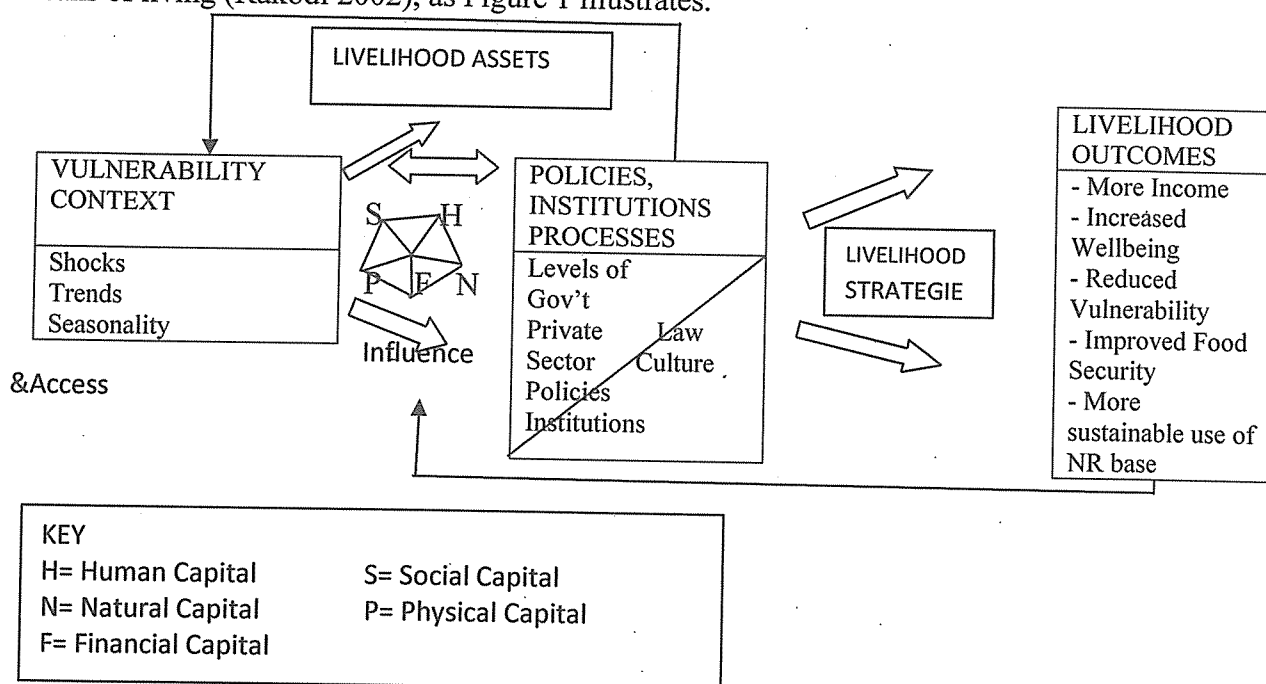 of living (Rakodi 2002), as Figure 1 illustrates.
LIVELIHOOD ASSETS
VULNERABILITY
CONTEXT
Shocks
Trends
Seasonality
S H
P F N
Influence
&Access
POLICIES,
INSTITUTIONS
PROCESSES
Levels of
Gov't
Private Law
Sector Culture
Policies
Institutions
LIVELIHOOD
STRATEGIE
LIVELIHOOD
OUTCOMES
- More Income
- Increased
Wellbeing
- Reduced
Vulnerability
- Improved Food
Security
- More
sustainable use of
NR base
KEY
H= Human Capital S= Social Capital
N= Natural Capital P= Physical Capital
F= Financial Capital